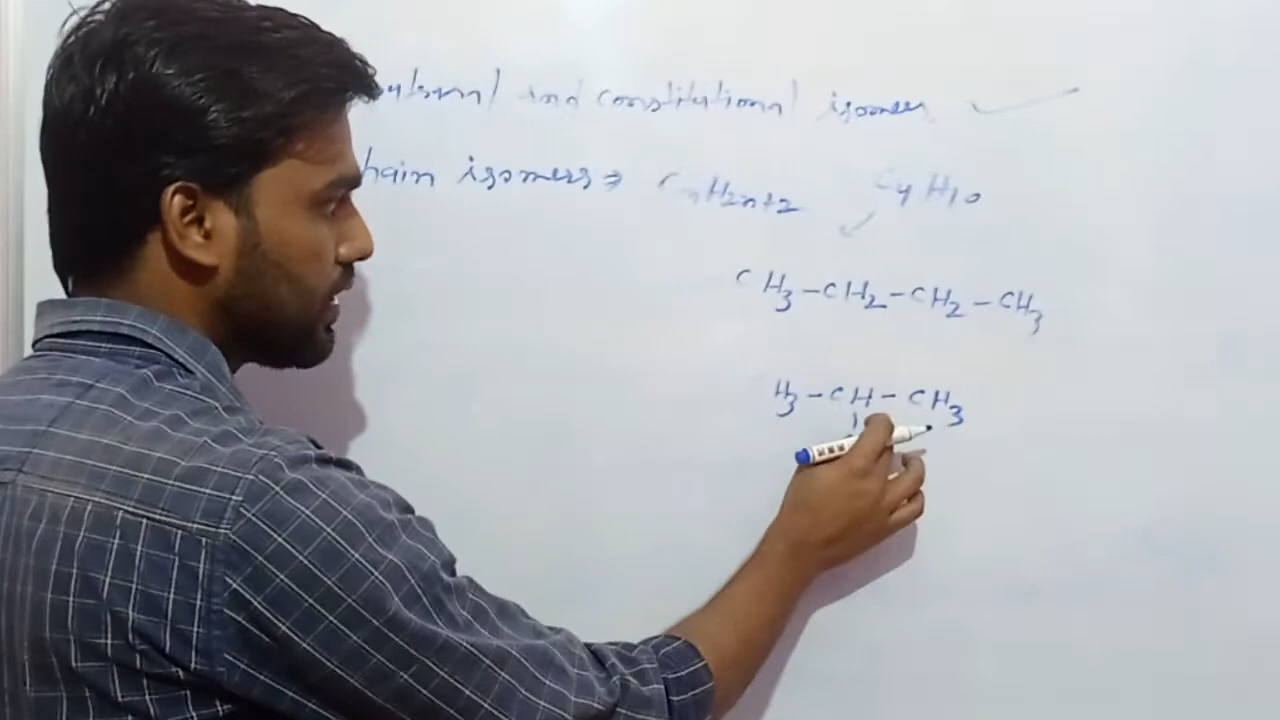 and constitutional isomers
hain isomers ⇒ CnH2n+2 C4H10
CH3-CH2-CH2-CH3
H3-CH-CH3